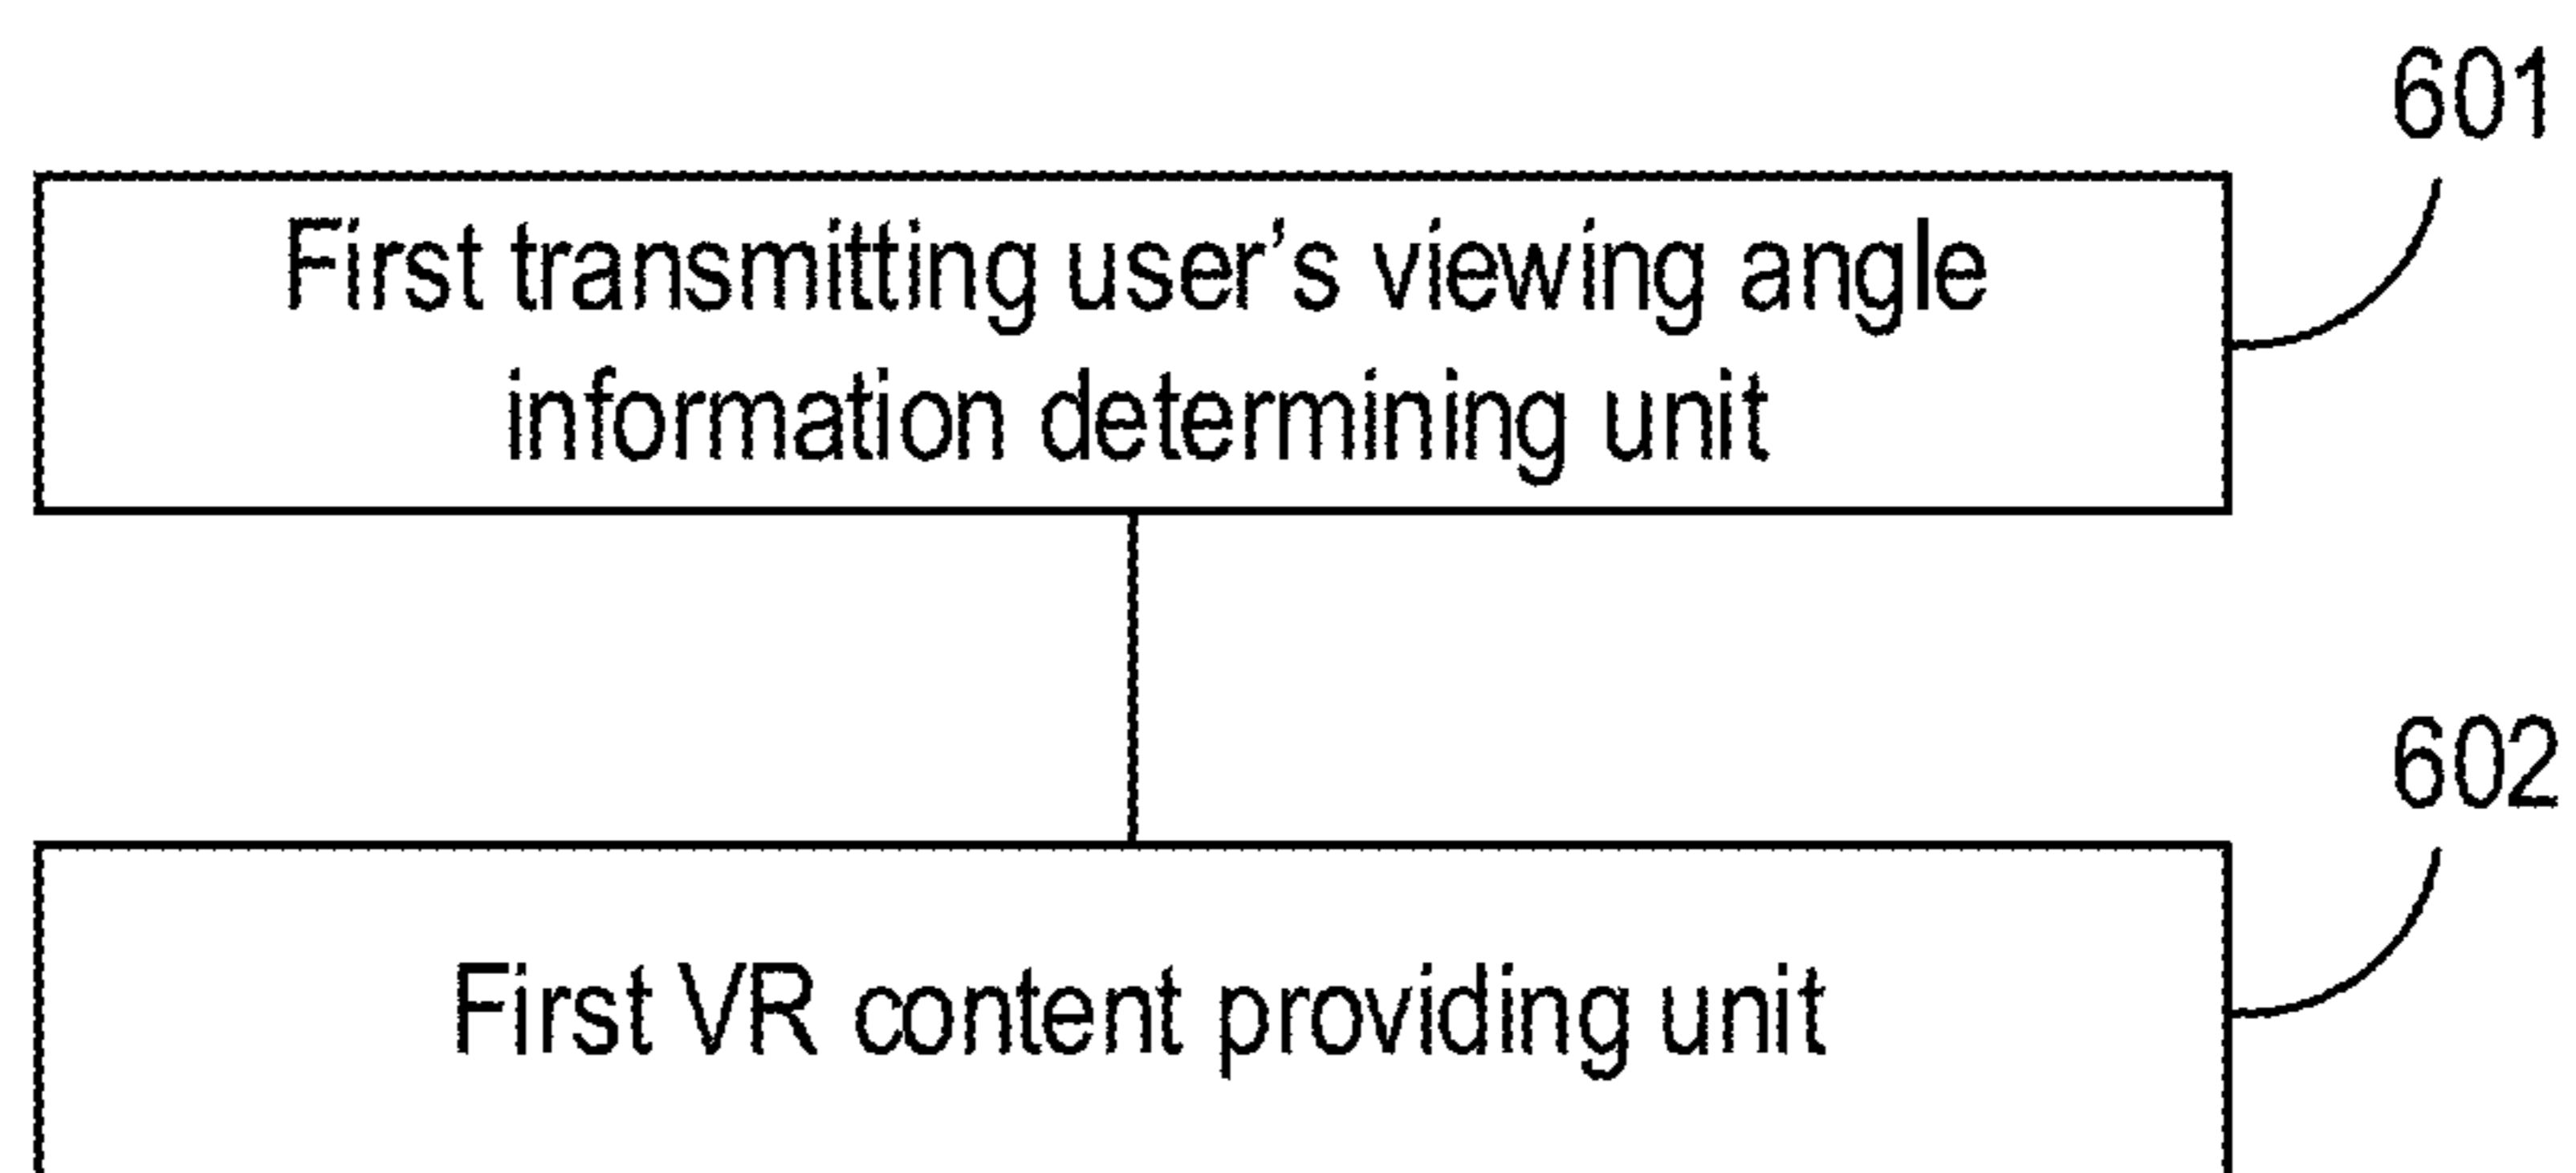 601
First transmitting user’s viewing angle
information determining unit
602
First VR content providing unit